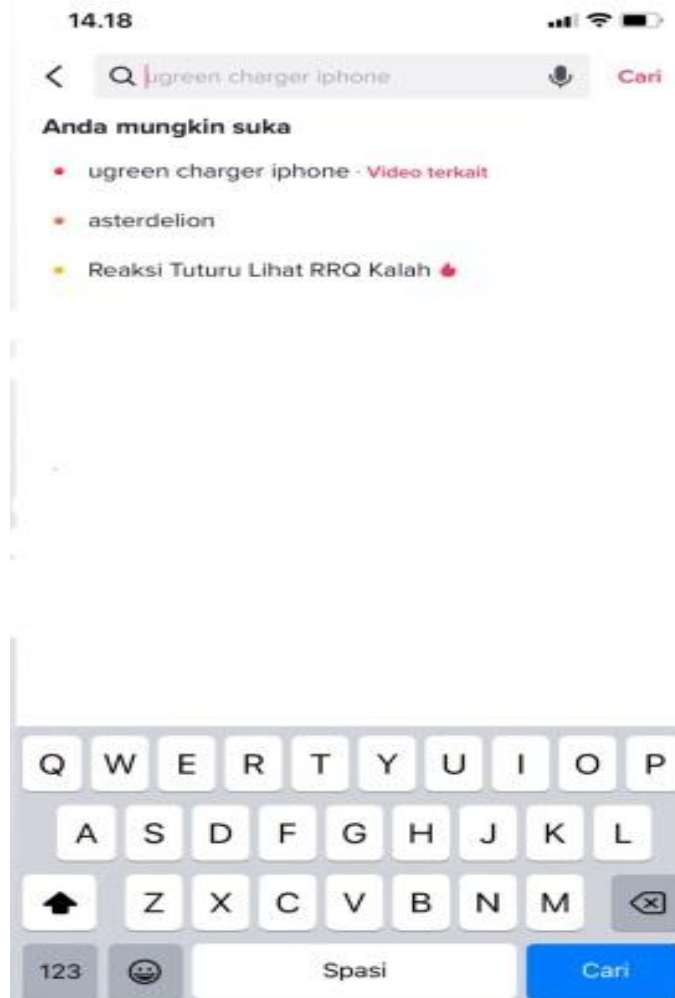 14.18
ugreen charger iphone
Cari
Anda mungkin suka
ugreen charger iphone · Video terkait
asterdelion
Reaksi Tuturu Lihat RRQ Kalah
Q W E R T Y U I O P
A S D F G H J K L
Z X C V B N M
123 Spasi Cari